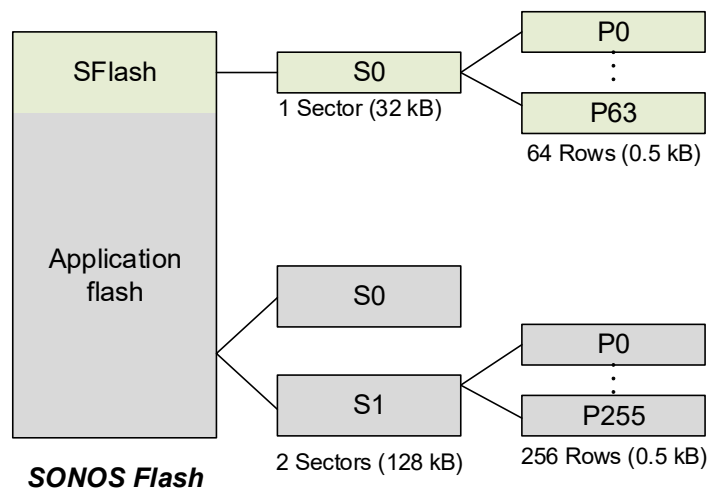 SFlash
S0
1 Sector (32 kB)
P0
P63
64 Rows (0.5 kB)
Application
flash
S0
S1
2 Sectors (128 kB)
P0
P255
256 Rows (0.5 kB)
SONOS Flash